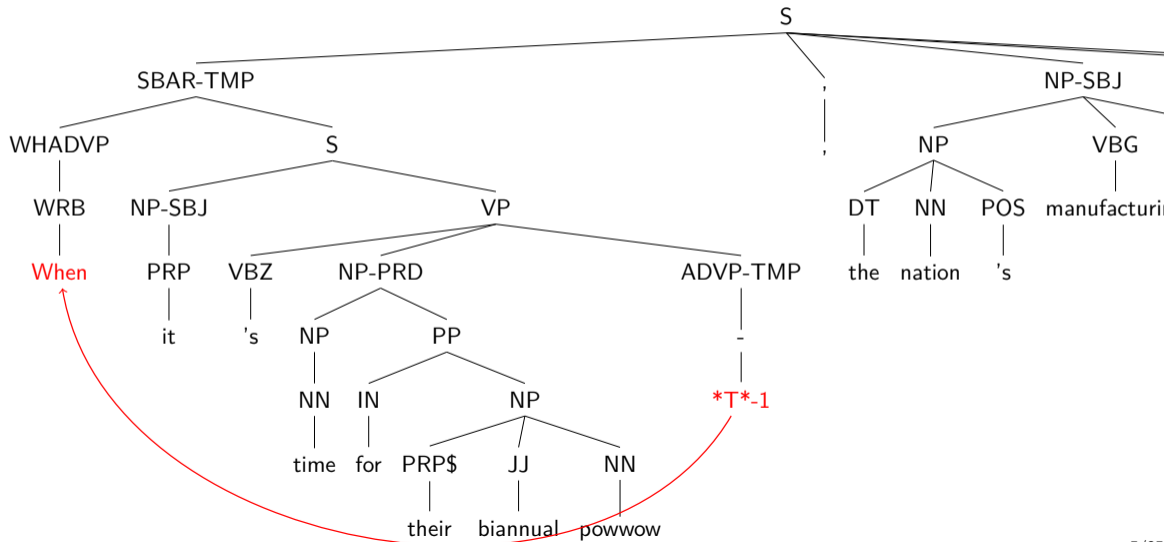 S
SBAR-TMP , NP-SBJ
WHADVP S , NP VBG
WRB NP-SBJ VP DT NN POS
When PRP VBZ NP-PRD ADVP-TMP the nation 's
it 's NP PP -
NN IN NP *T*-1
time for PRP$ JJ NN
their biannual powwow